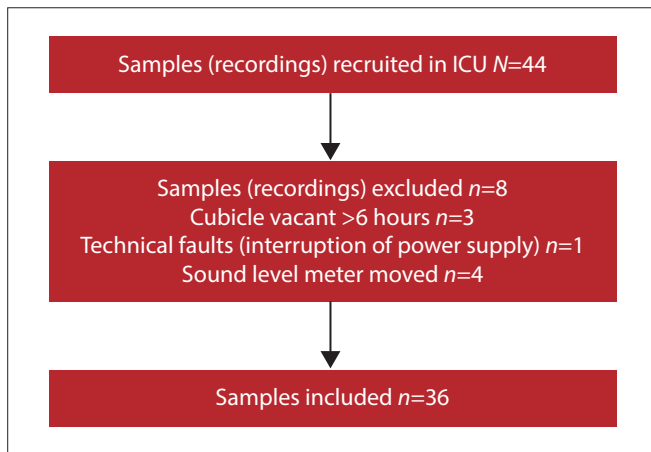 Samples (recordings) recruited in ICU N=44
Samples (recordings) excluded n=8
Cubicle vacant >6 hours n=3
Technical faults (interruption of power supply) n=1
Sound level meter moved n=4
Samples included n=36